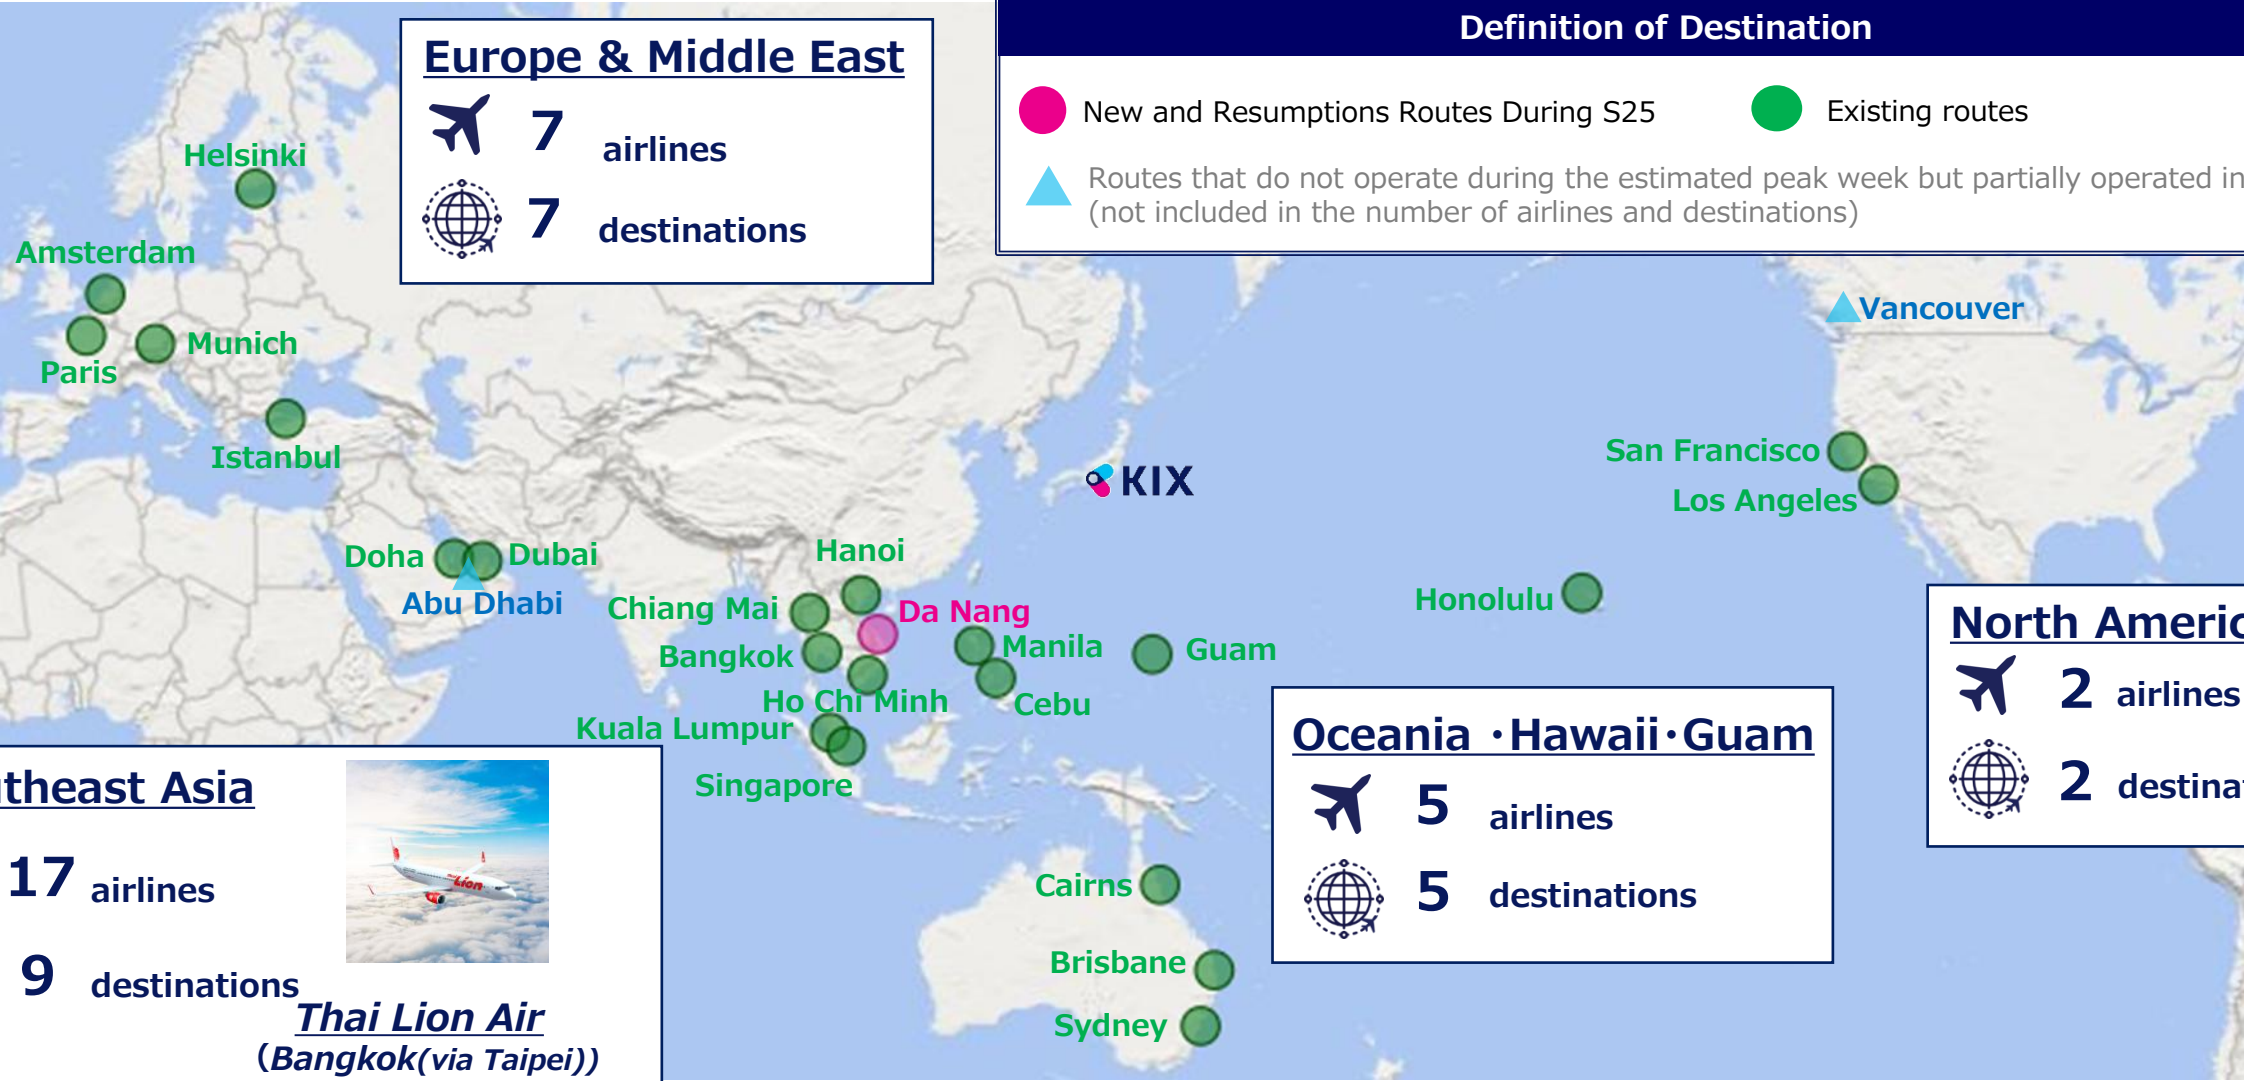 Definition of Destination
New and Resumptions Routes During S25
Existing routes
Routes that do not operate during the estimated peak week but partially operated in
(not included in the number of airlines and destinations)
Europe & Middle East
7 airlines
7 destinations
Helsinki
Amsterdam
Munich
Paris
Istanbul
Vancouver
San Francisco
Los Angeles
KIX
Doha
Dubai
Abu Dhabi
Hanoi
Chiang Mai
Da Nang
Bangkok
Manila
Guam
Honolulu
Ho Chi Minh
Cebu
Kuala Lumpur
Singapore
North Americ
2 airlines
2 destina
Oceania ・Hawaii・Guam
5 airlines
5 destinations
Cairns
Brisbane
Sydney
theast Asia
17 airlines
9 destinations
Lion
Thai Lion Air
(Bangkok(via Taipei))